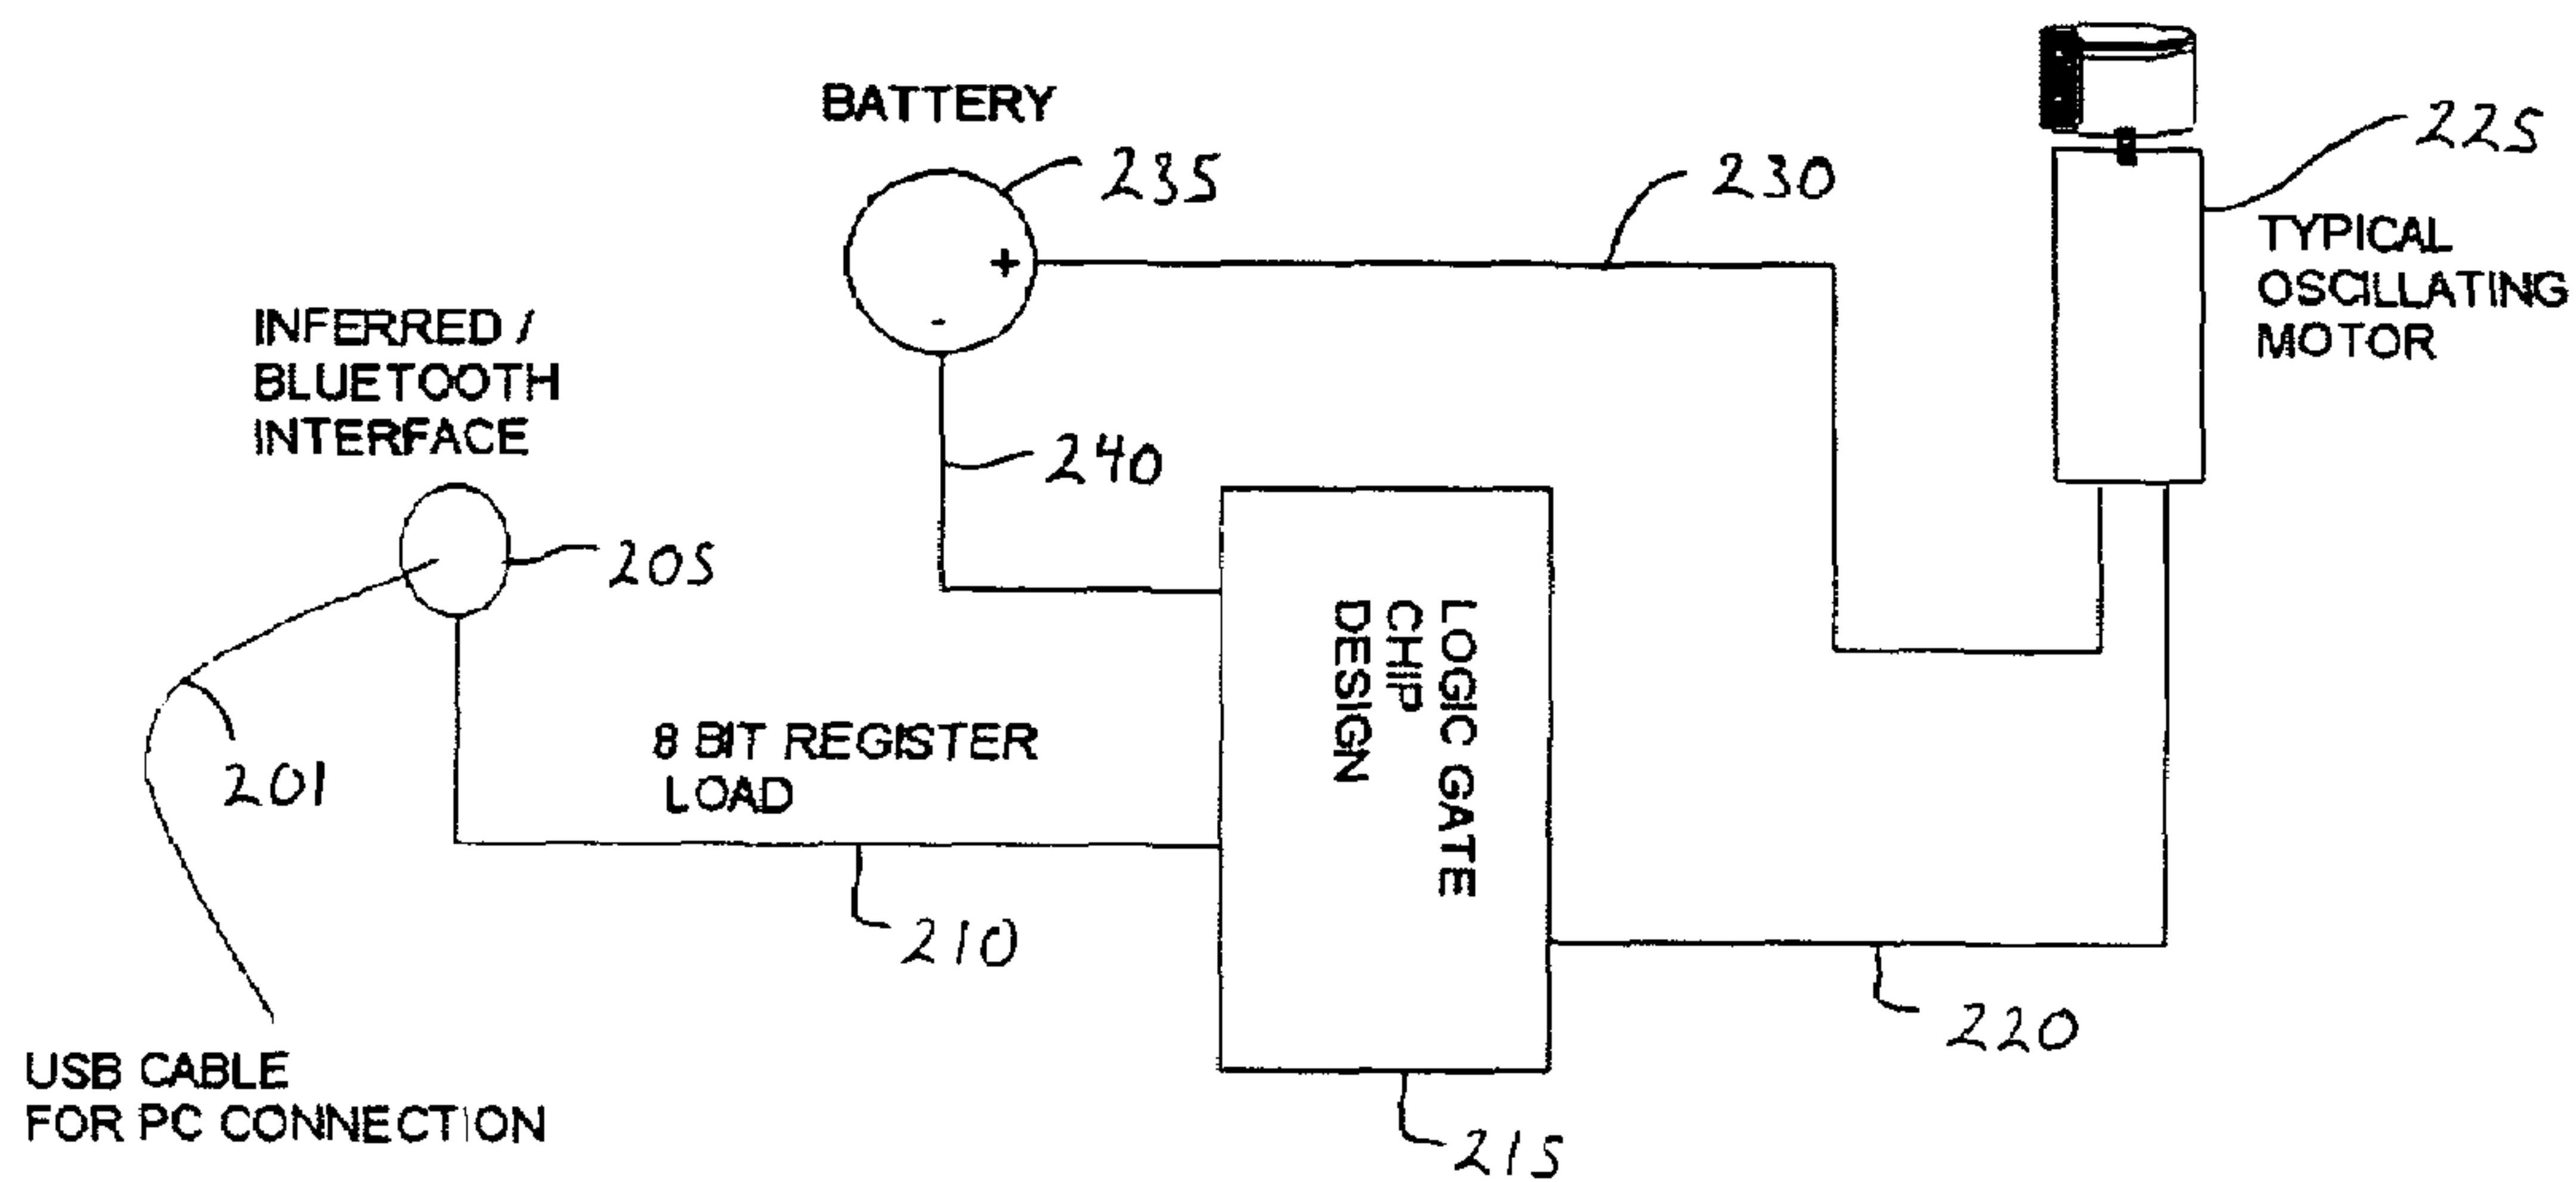 BATTERY
235
+
-
230
225
TYPICAL
OSCILLATING
MOTOR
INFERRED /
BLUETOOTH
INTERFACE
240
205
201
8 BIT REGISTER
LOAD
210
LOGIC GATE
CHIP
DESIGN
220
USB CABLE
FOR PC CONNECTION
215